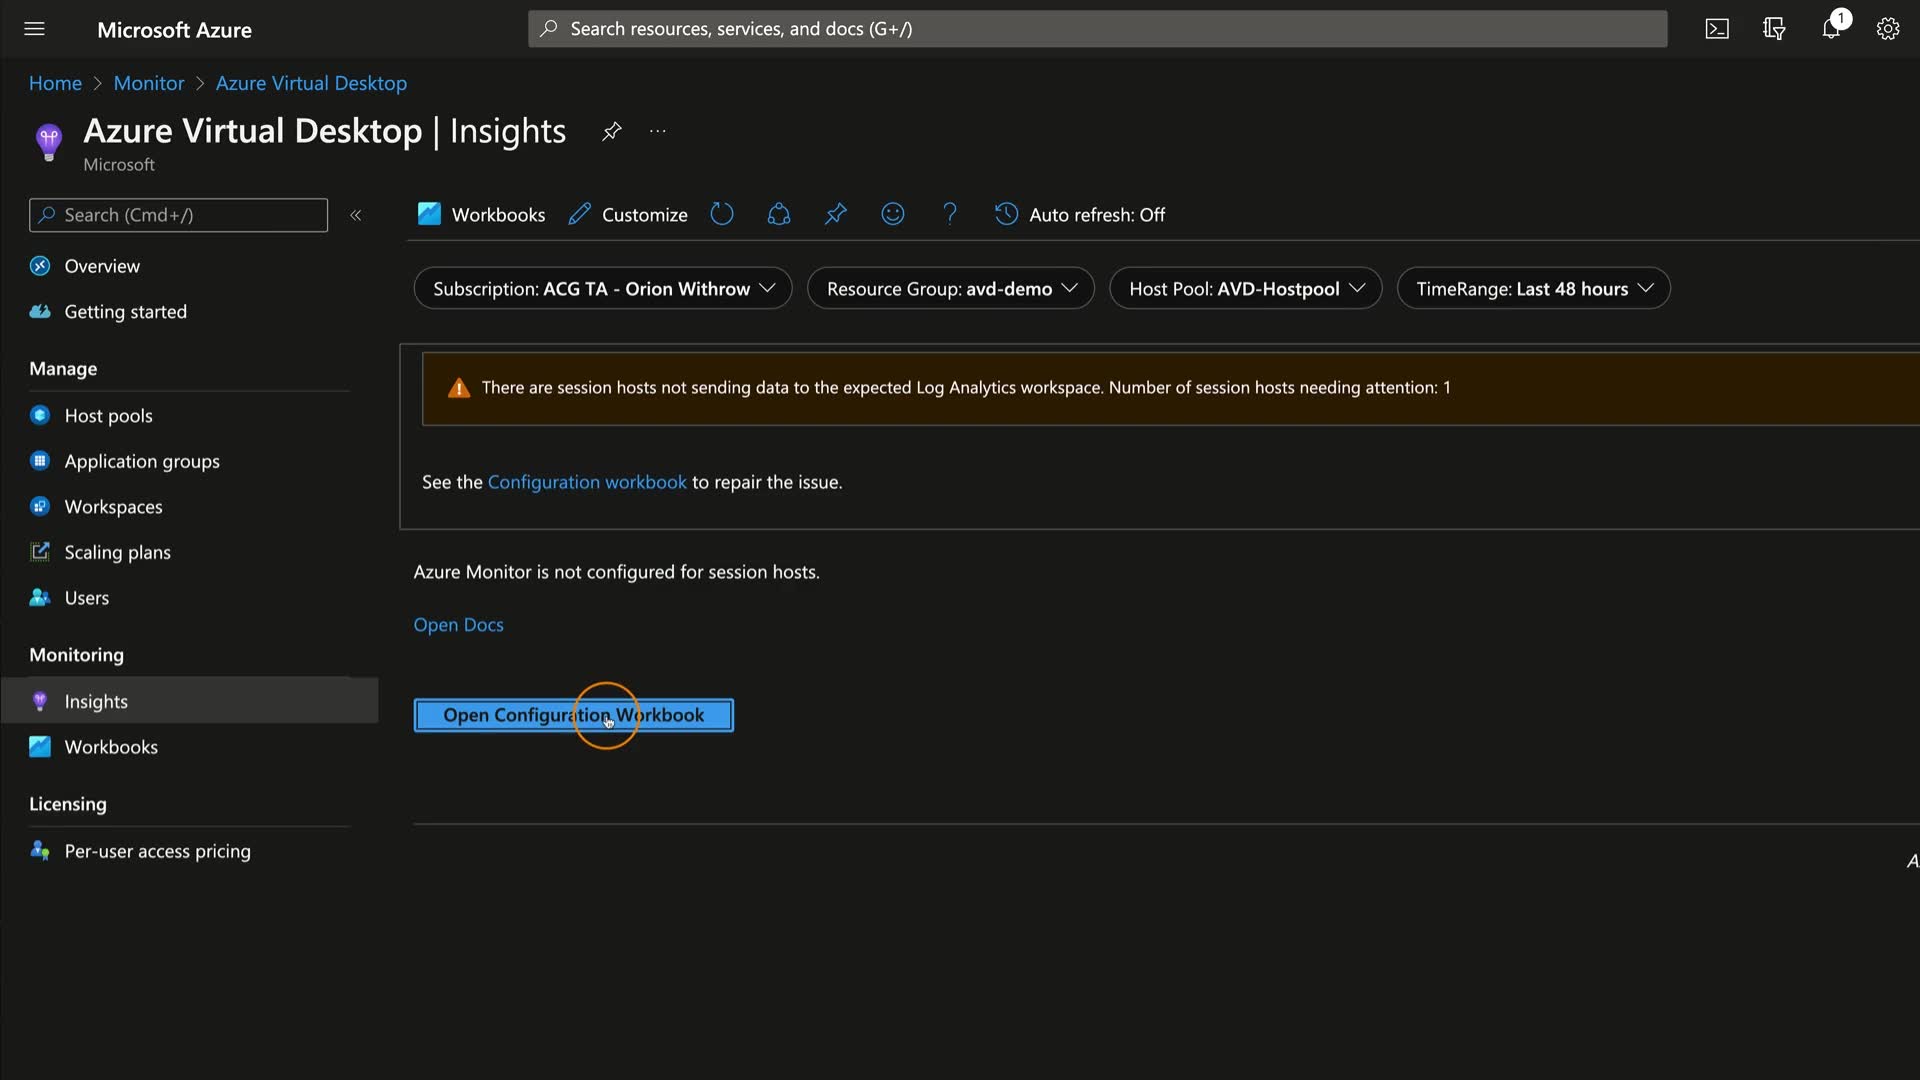 Microsoft Azure
Search resources, services, and docs (G+/)
1
Home > Monitor > Azure Virtual Desktop
Azure Virtual Desktop | Insights
Microsoft
Search (Cmd+/)
Workbooks Customize Auto refresh: Off
Overview
Getting started
Manage
Host pools
Application groups
Workspaces
Scaling plans
Users
Monitoring
Insights
Workbooks
Licensing
Per-user access pricing
Subscription: ACG TA - Orion Withrow Resource Group: avd-demo Host Pool: AVD-Hostpool TimeRange: Last 48 hours
There are session hosts not sending data to the expected Log Analytics workspace. Number of session hosts needing attention: 1
See the Configuration workbook to repair the issue.
Azure Monitor is not configured for session hosts.
Open Docs
Open Configuration Workbook